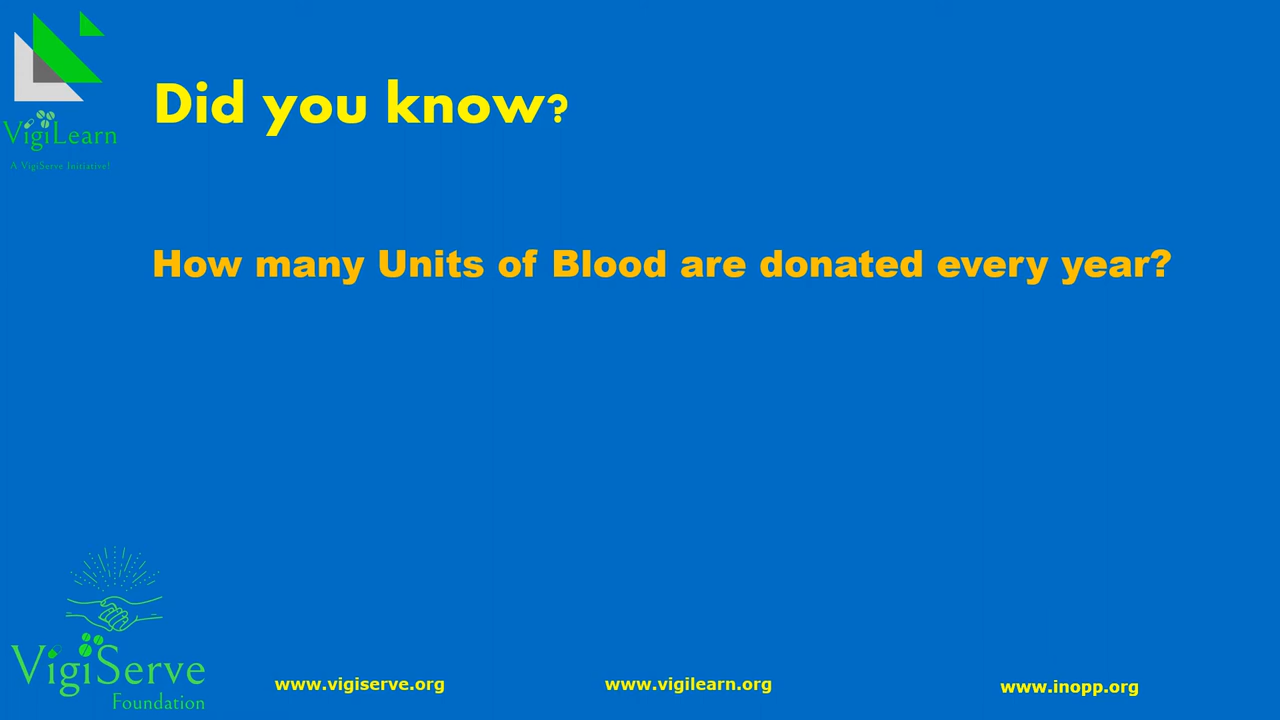 Did you know?
VigiLearn
A VigiServe Initiative!
How many Units of Blood are donated every year?
VigiServe
Foundation
www.vigiserve.org
www.vigilearn.org
www.inopp.org